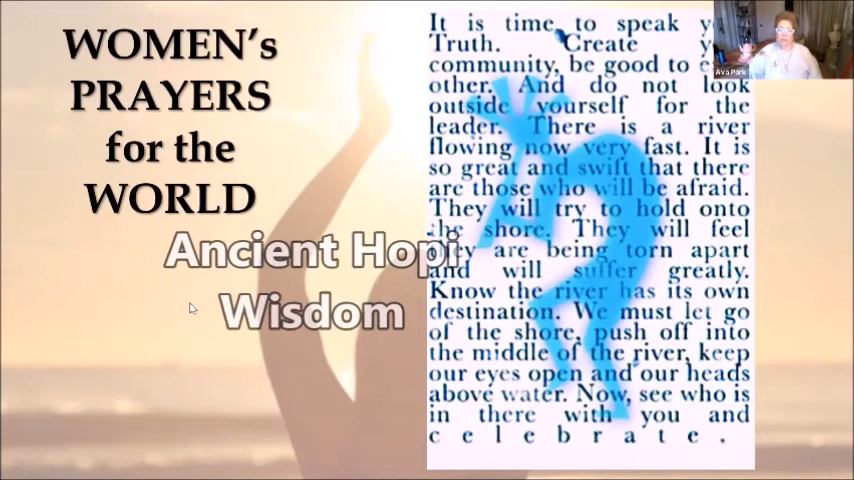 WOMEN's
PRAYERS
for the
WORLD
Ancient Hopi
Wisdom
It is time to speak
Truth. Create
community, be good to
other. And do not look
outside yourself for the
leader. There is a river
flowing now very fast. It is
so great and swift that there
are those who will be afraid.
They will try to hold onto
the shore. They will feel
are being torn apart
and will suffer greatly.
Know the river has its own
destination. We must let go
of the shore, push off into
the middle of the river, keep
our eyes open and our heads
above water. Now, see who is
in there with you and
celebrate.
Ava Park